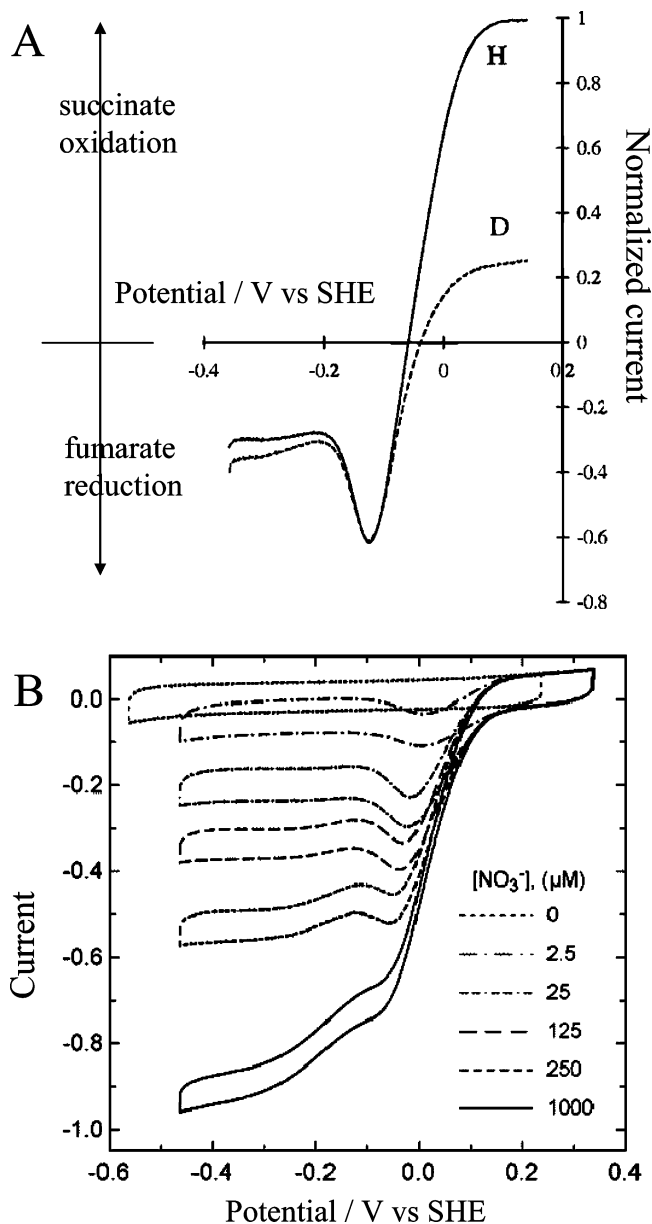 A
succinate
oxidation
H
D
Potential / V vs SHE
Normalized current
1
0.8
0.6
0.4
0.2
0
-0.2
-0.4
-0.6
-0.8
-0.4
-0.2
0
0.2
fumarate
reduction
B
0.0
-0.2
-0.4
-0.6
-0.8
-1.0
Current
[NO₃⁻], (µM)
0
2.5
25
125
250
1000
-0.6
-0.4
-0.2
0.0
0.2
0.4
Potential / V vs SHE